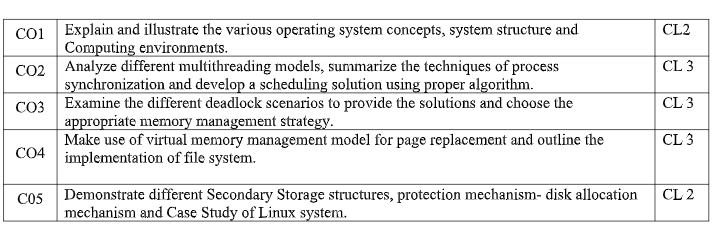 CO1 Explain and illustrate the various operating system concepts, system structure and CL2
Computing environments.
CO2 Analyze different multithreading models, summarize the techniques of process CL 3
synchronization and develop a scheduling solution using proper algorithm.
CO3 Examine the different deadlock scenarios to provide the solutions and choose the CL 3
appropriate memory management strategy.
CO4 Make use of virtual memory management model for page replacement and outline the CL 3
implementation of file system.
C05 Demonstrate different Secondary Storage structures, protection mechanism- disk allocation CL 2
mechanism and Case Study of Linux system.